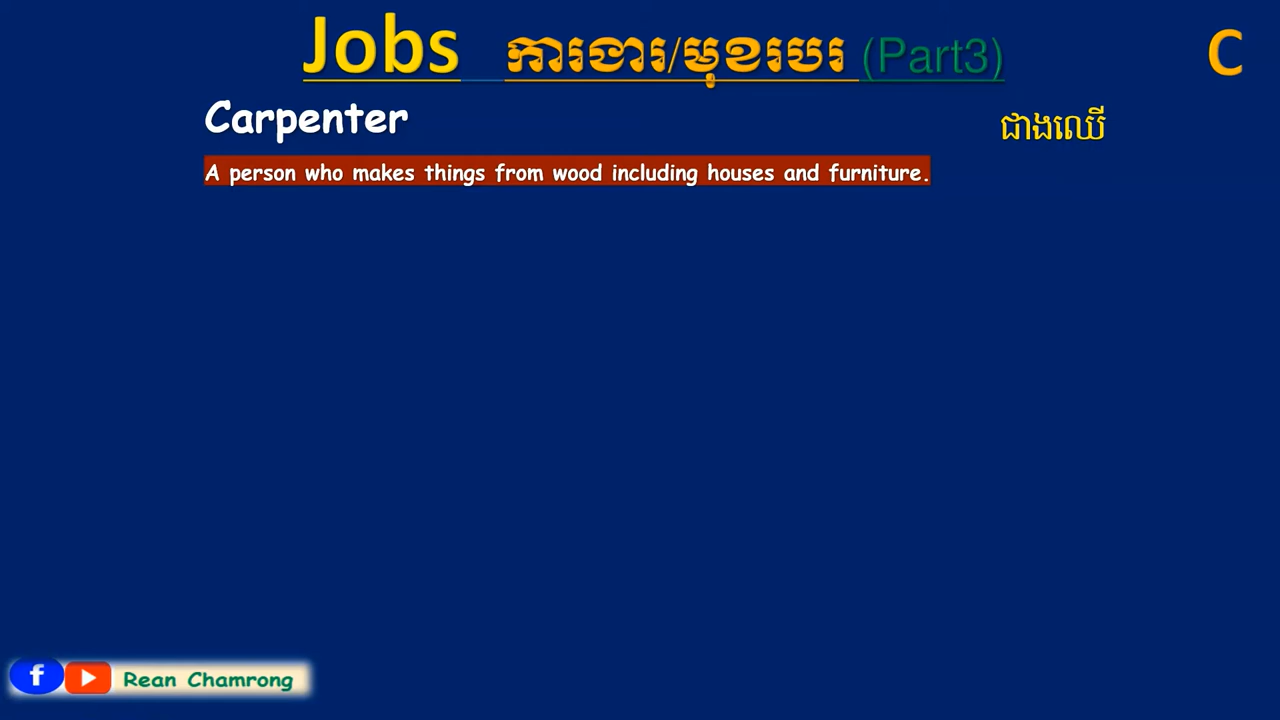 Jobs ការងារ/មុខរបរ (Part3) C
Carpenter ជាងឈើ
A person who makes things from wood including houses and furniture.
f Rean Chamrong